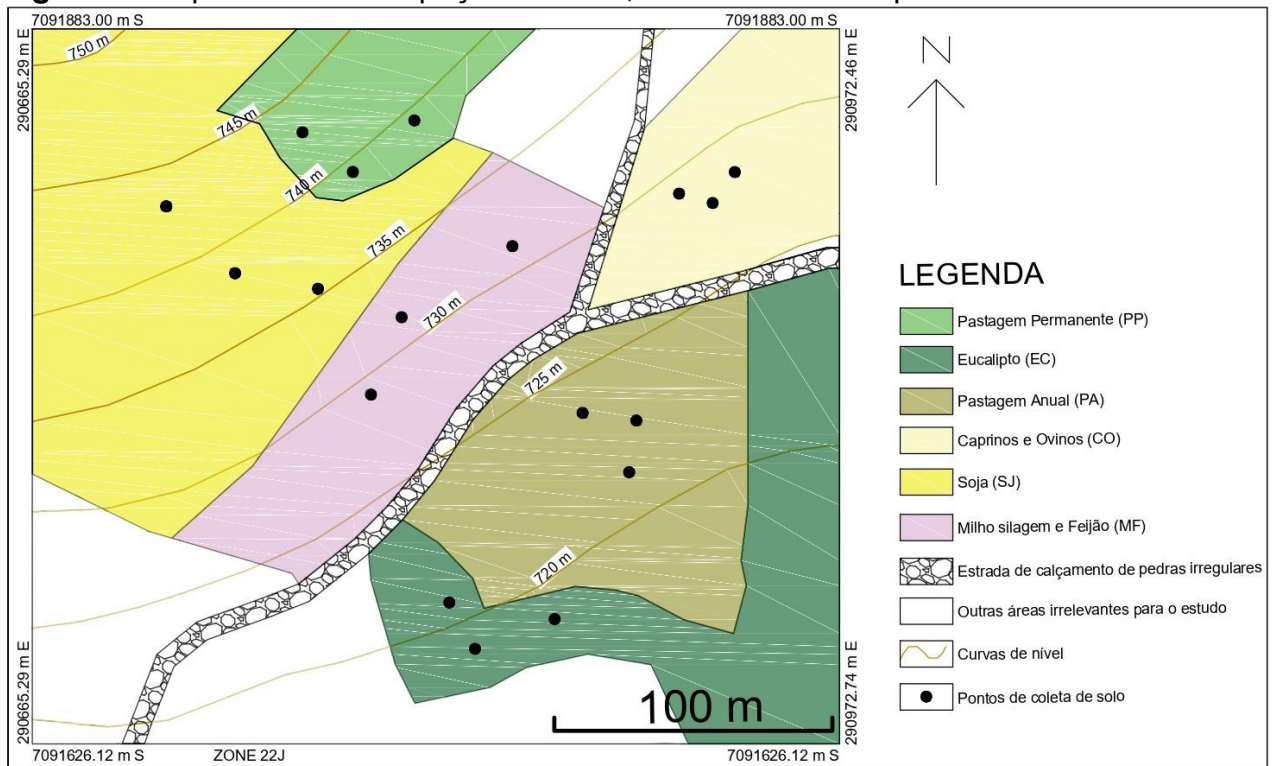 7091883.00 m S
7091883.00 m S
290665.29 m E
290972.46 m E
N
750 m
745 m
740 m
735 m
730 m
725 m
720 m
LEGENDA
Pastagem Permanente (PP)
Eucalipto (EC)
Pastagem Anual (PA)
Caprinos e Ovinos (CO)
Soja (SJ)
Milho silagem e Feijão (MF)
Estrada de calçamento de pedras irregulares
Outras áreas irrelevantes para o estudo
Curvas de nível
Pontos de coleta de solo
290665.29 m E
290972.74 m E
100 m
7091626.12 m S
ZONE 22J
7091626.12 m S